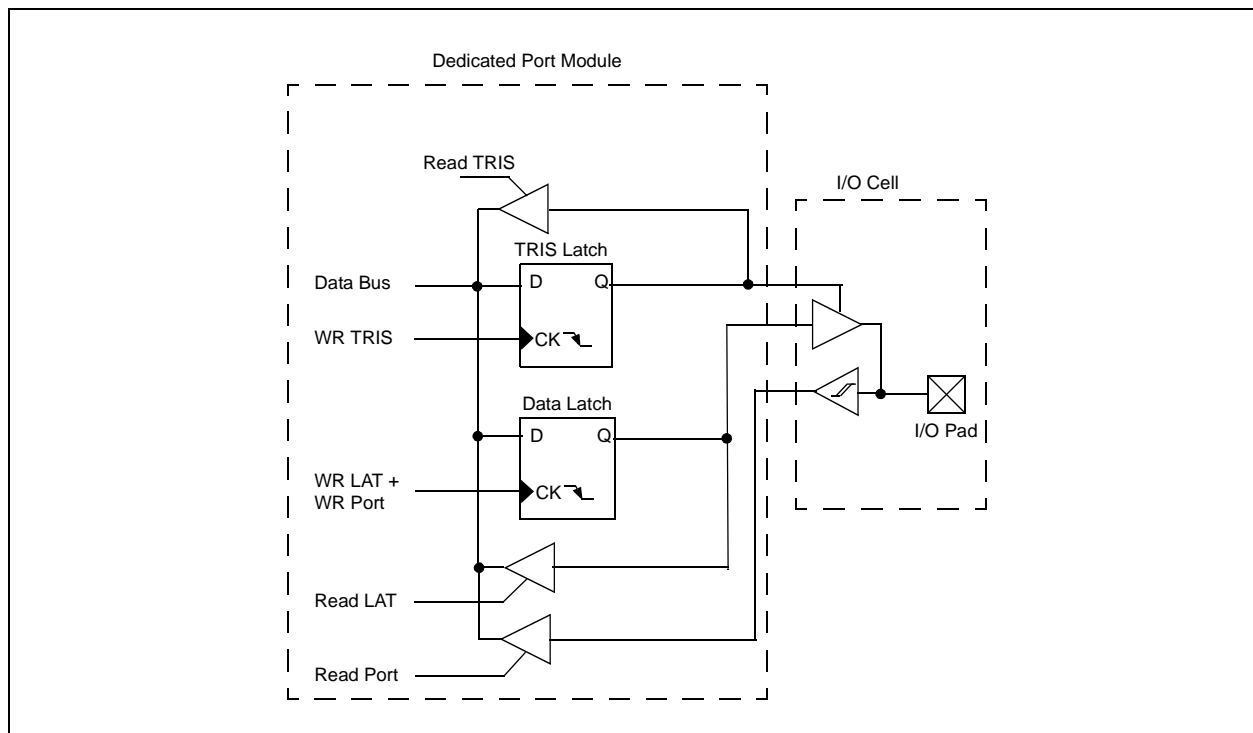 Dedicated Port Module
Read TRIS
I/O Cell
TRIS Latch
Data Bus
D
Q
WR TRIS
CK
Data Latch
I/O Pad
D
Q
WR LAT +
WR Port
CK
Read LAT
Read Port